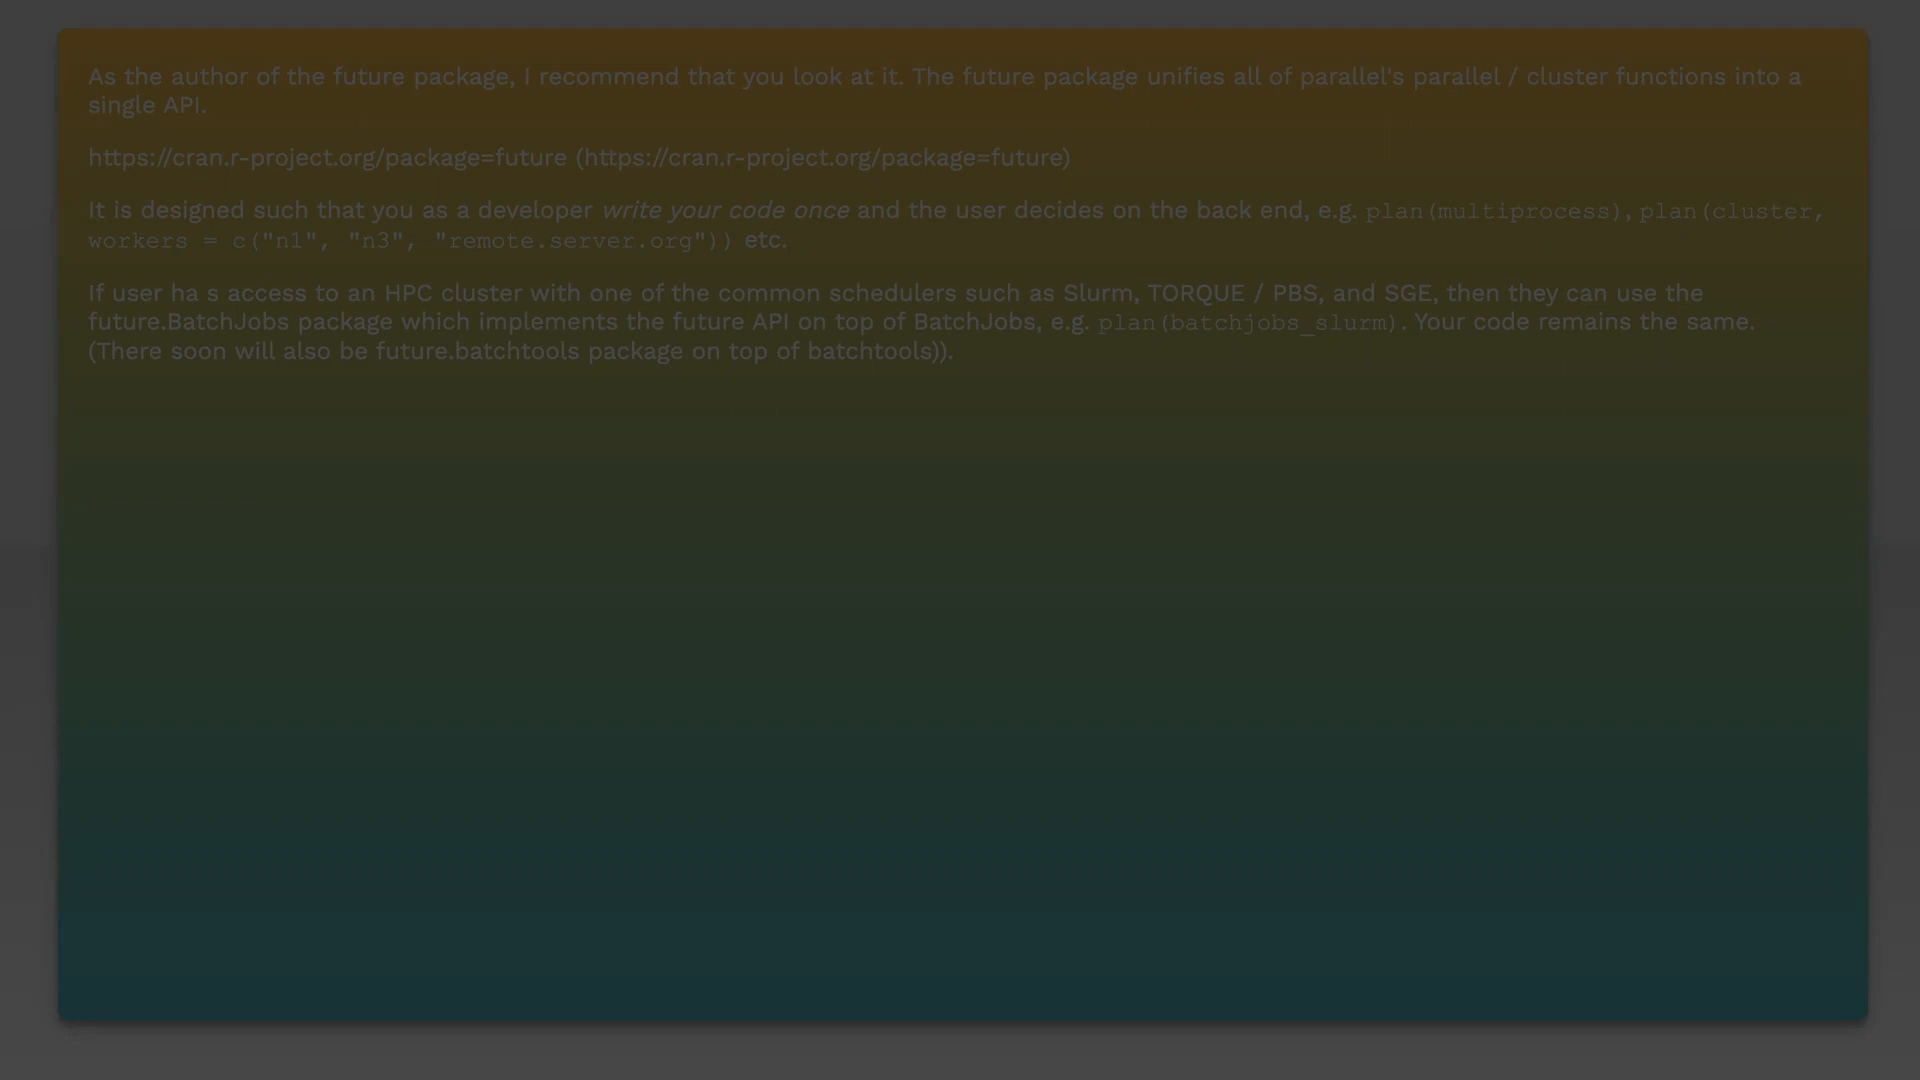 As the author of the future package, I recommend that you look at it. The future package unifies all of parallel's parallel / cluster functions into a
single API.
https://cran.r-project.org/package=future (https://cran.r-project.org/package=future)
It is designed such that you as a developer write your code once and the user decides on the back end, e.g. plan(multiprocess), plan(cluster,
workers = c("n1", "n3", "remote.server.org")) etc.
If user ha s access to an HPC cluster with one of the common schedulers such as Slurm, TORQUE / PBS, and SGE, then they can use the
future.BatchJobs package which implements the future API on top of BatchJobs, e.g. plan(batchjobs_slurm). Your code remains the same.
(There soon will also be future.batchtools package on top of batchtools)).